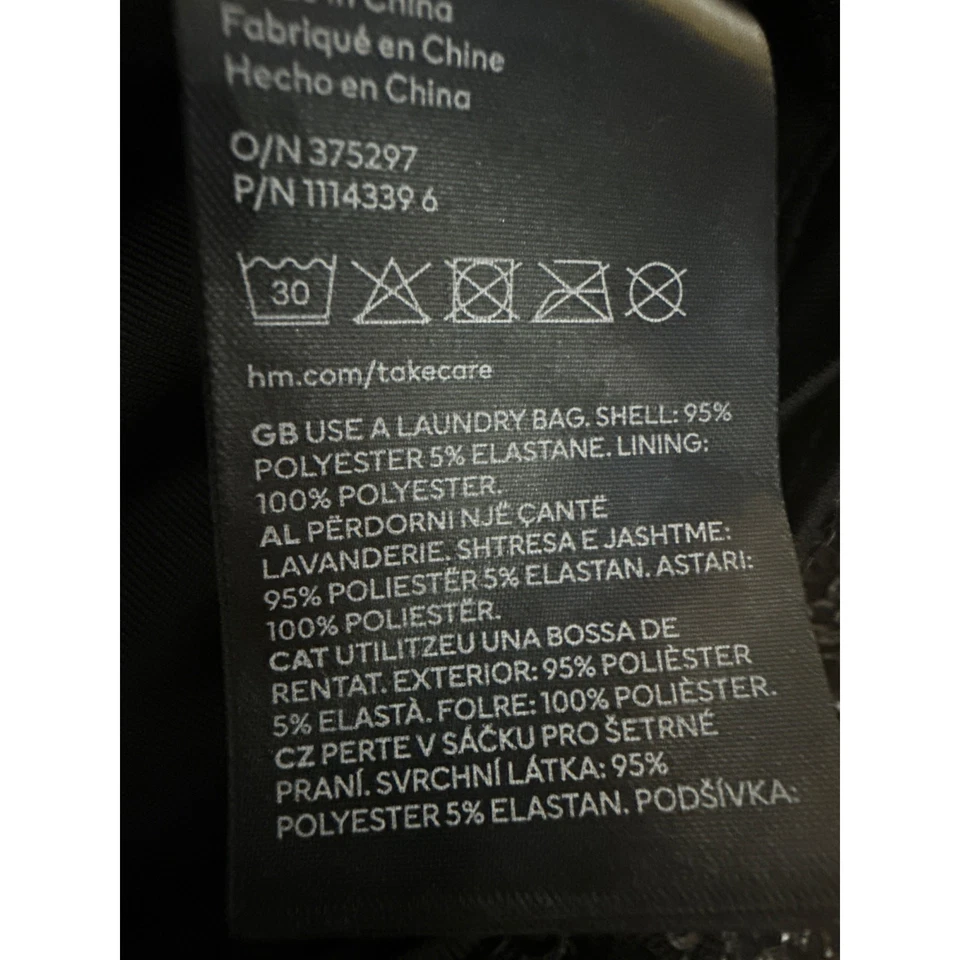 in China
Fabriqué en Chine
Hecho en China
O/N 375297
P/N 1114339 6
30
hm.com/takecare
GB USE A LAUNDRY BAG. SHELL: 95%
POLYESTER 5% ELASTANE. LINING:
100% POLYESTER.
AL PËRDORNI NJË ÇANTË
LAVANDERIE. SHTRESA E JASHTME:
95% POLIESTËR 5% ELASTAN. ASTARI:
100% POLIESTËR.
CAT UTILITZEU UNA BOSSA DE
RENTAT. EXTERIOR: 95% POLIÈSTER
5% ELASTÀ. FOLRE: 100% POLIÈSTER.
CZ PERTE V SÁČKU PRO ŠETRNÉ
PRANÍ. SVRCHNÍ LÁTKA: 95%
POLYESTER 5% ELASTAN. PODŠÍVKA: